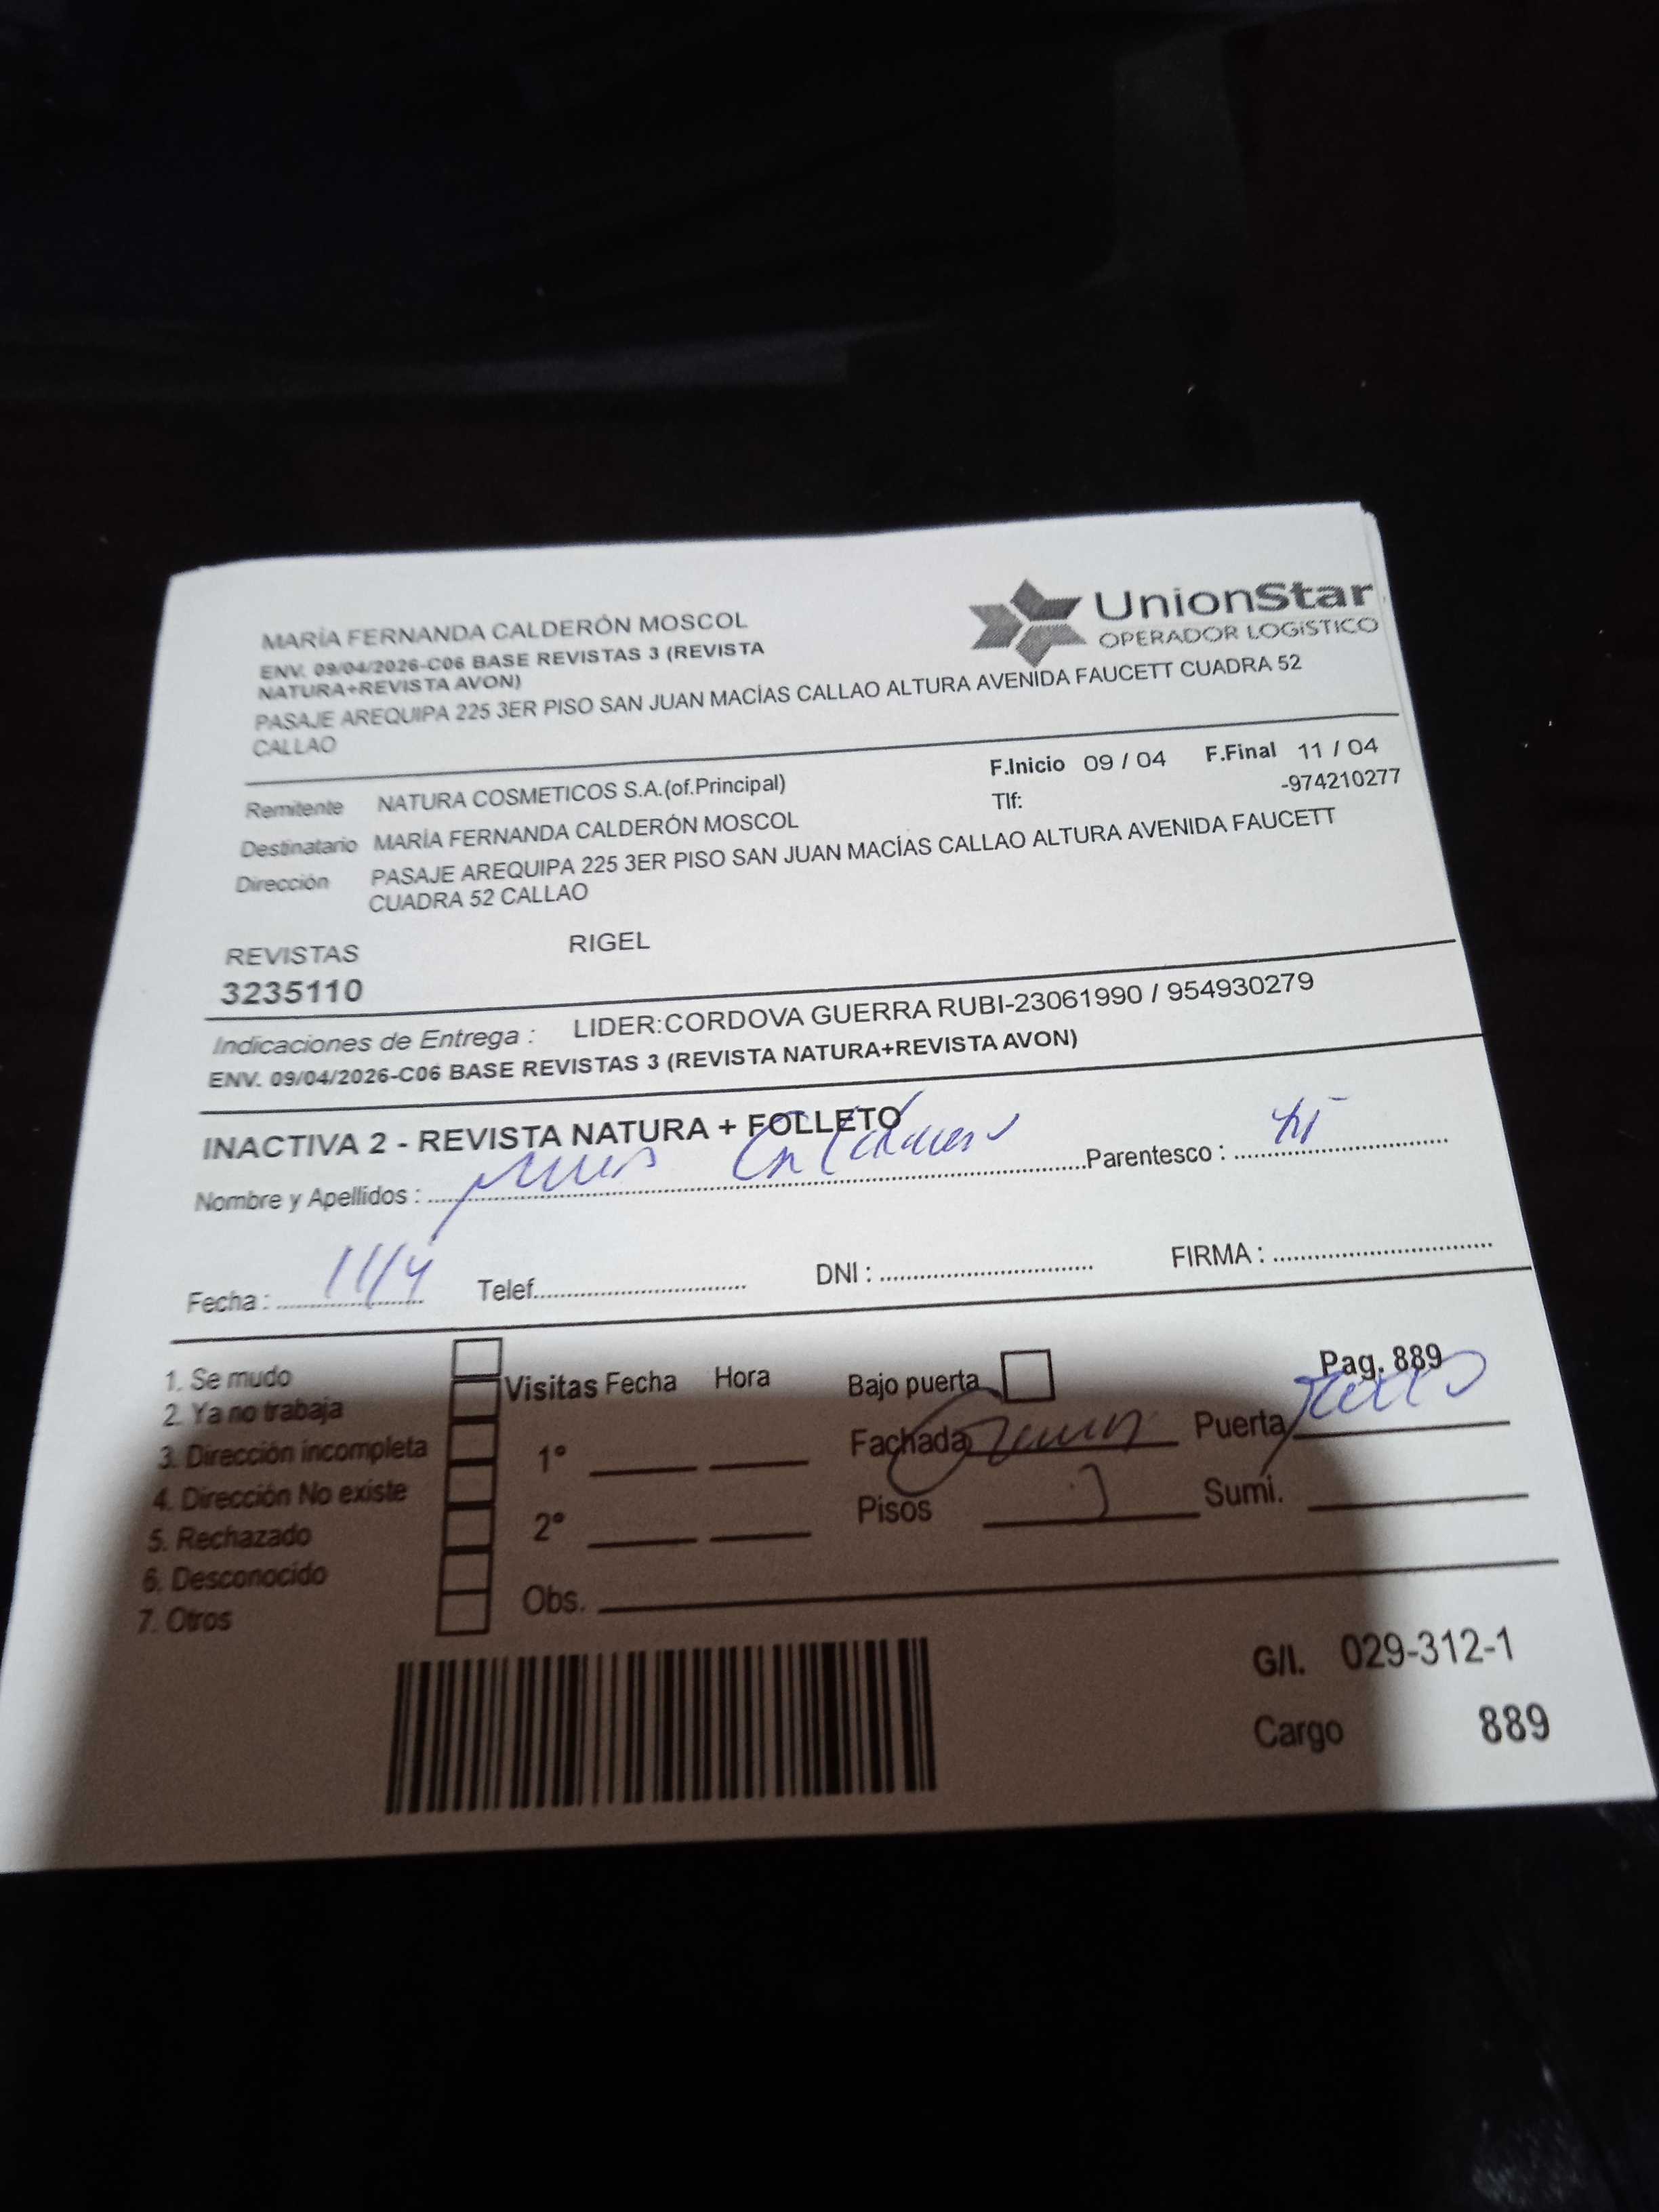 MARÍA FERNANDA CALDERÓN MOSCOL
UnionStar
OPERADOR LOGíSTICO
ENV. 09/04/2026-C06 BASE REVISTAS 3 (REVISTA
NATURA+REVISTA AVON)
PASAJE AREQUIPA 225 3ER PISO SAN JUAN MACÍAS CALLAO ALTURA AVENIDA FAUCETT CUADRA 52
CALLAO
Remitente NATURA COSMETICOS S.A.(of.Principal) F.Inicio 09 / 04 F.Final 11 / 04
Tlf: -974210277
Destinatario MARÍA FERNANDA CALDERÓN MOSCOL
Dirección PASAJE AREQUIPA 225 3ER PISO SAN JUAN MACÍAS CALLAO ALTURA AVENIDA FAUCETT
CUADRA 52 CALLAO
REVISTAS RIGEL
3235110
Indicaciones de Entrega : LIDER:CORDOVA GUERRA RUBI-23061990 / 954930279
ENV. 09/04/2026-C06 BASE REVISTAS 3 (REVISTA NATURA+REVISTA AVON)
INACTIVA 2 - REVISTA NATURA + FOLLETO
Nombre y Apellidos : Parentesco :
Fecha : 11/4 Telef. DNI : FIRMA :
1. Se mudo
2. Ya no trabaja
3. Dirección incompleta
4. Dirección No existe
5. Rechazado
6. Desconocido
7. Otros
Visitas Fecha Hora
1°
2°
Obs.
Bajo puerta
Pag. 889
Fachada Puerta
Pisos Sumi.
G/I. 029-312-1
Cargo 889